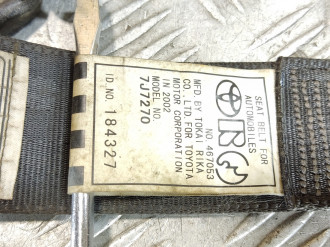 SEAT BELT FOR
AUTOMOBILES
NO. 467053
MFD. BY TOKAI RIKA
CO., LTD. FOR TOYOTA
MOTOR CORPORATION
IN 2002
MODEL NO.
7J7270
ID.NO. 184327